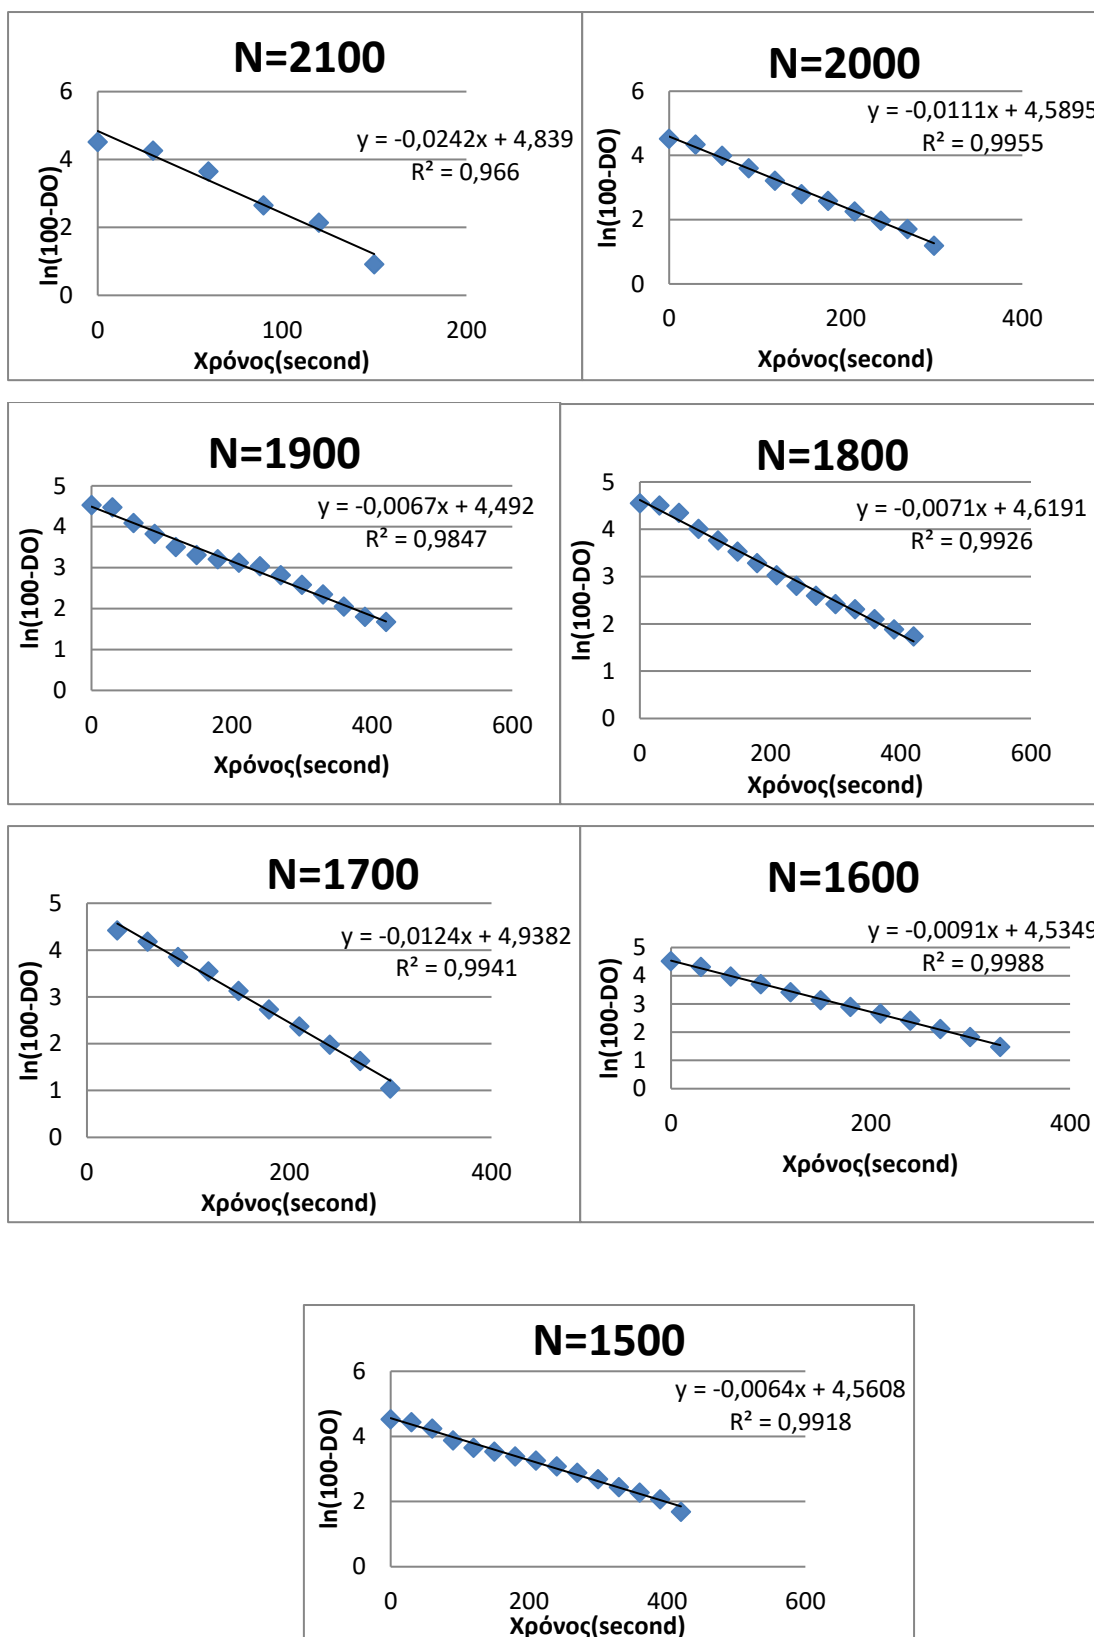 N=2100
y = -0,0242x + 4,839
R² = 0,966
ln(100-DO)
6
4
2
0
0 100 200
Χρόνος(second)
N=2000
y = -0,0111x + 4,5895
R² = 0,9955
ln(100-DO)
6
4
2
0
0 200 400
Χρόνος(second)
N=1900
y = -0,0067x + 4,492
R² = 0,9847
ln(100-DO)
5
4
3
2
1
0
0 200 400 600
Χρόνος(second)
N=1800
y = -0,0071x + 4,6191
R² = 0,9926
ln(100-DO)
5
4
3
2
1
0
0 200 400 600
Χρόνος(second)
N=1700
y = -0,0124x + 4,9382
R² = 0,9941
ln(100-DO)
5
4
3
2
1
0
0 200 400
Χρόνος(second)
N=1600
y = -0,0091x + 4,5349
R² = 0,9988
ln(100-DO)
5
4
3
2
1
0
0 200 400
Χρόνος(second)
N=1500
y = -0,0064x + 4,5608
R² = 0,9918
ln(100-DO)
6
4
2
0
0 200 400 600
Χρόνος(second)